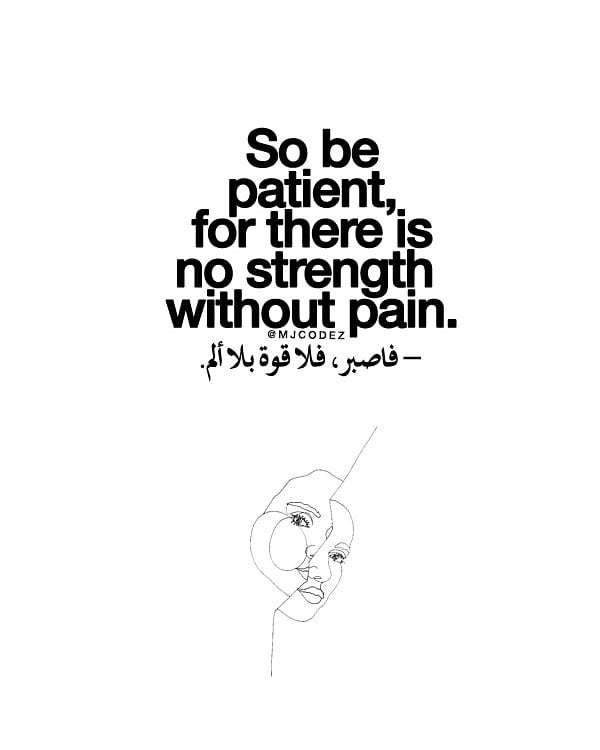 So be
patient,
for there is
no strength
without pain.
@MJCODEZ
– فاصبر، فلا قوة بلا ألم.